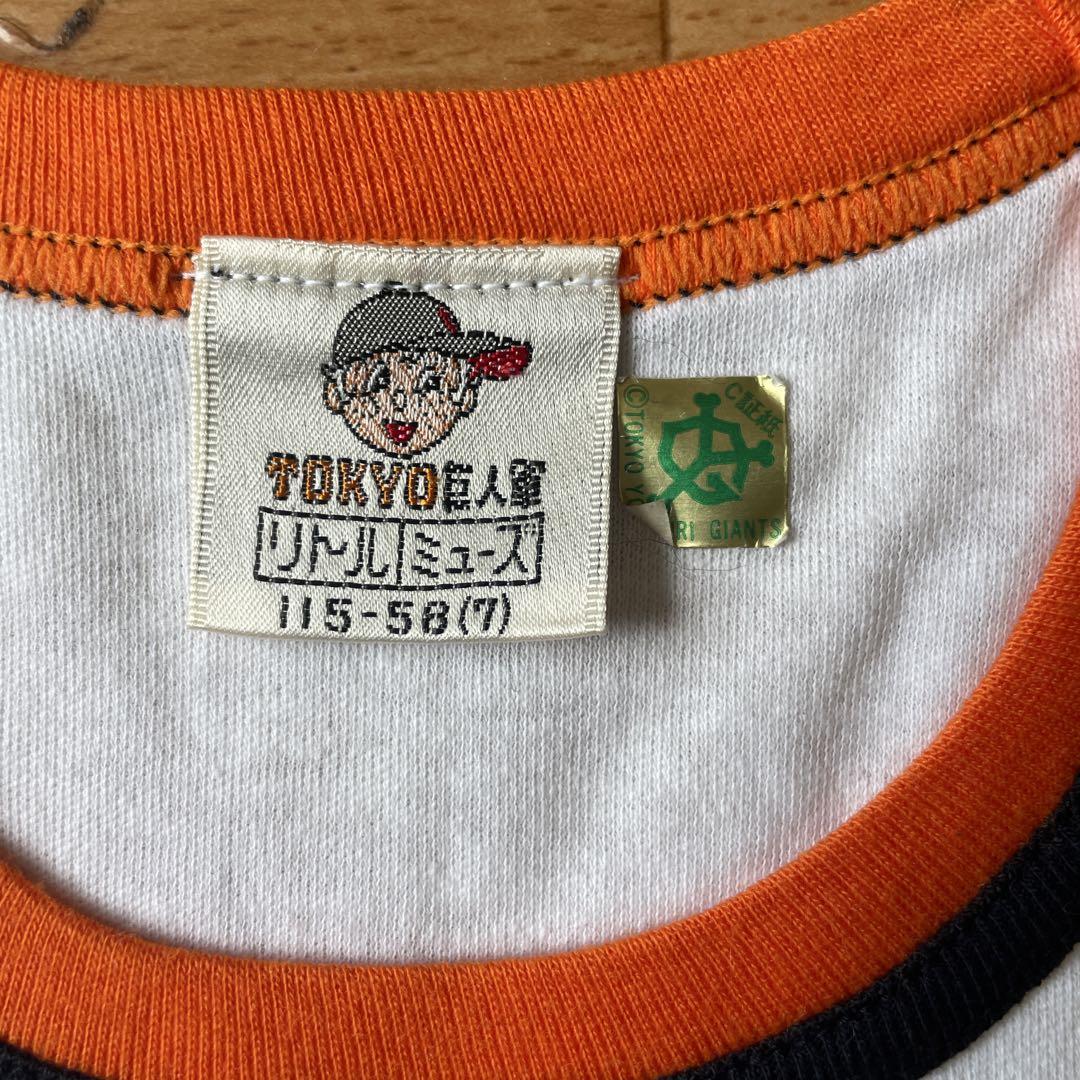 TOKYO巨人軍
リトル ミューズ
115-58(7)
C 証紙
©TOKYO YO
RI GIANTS